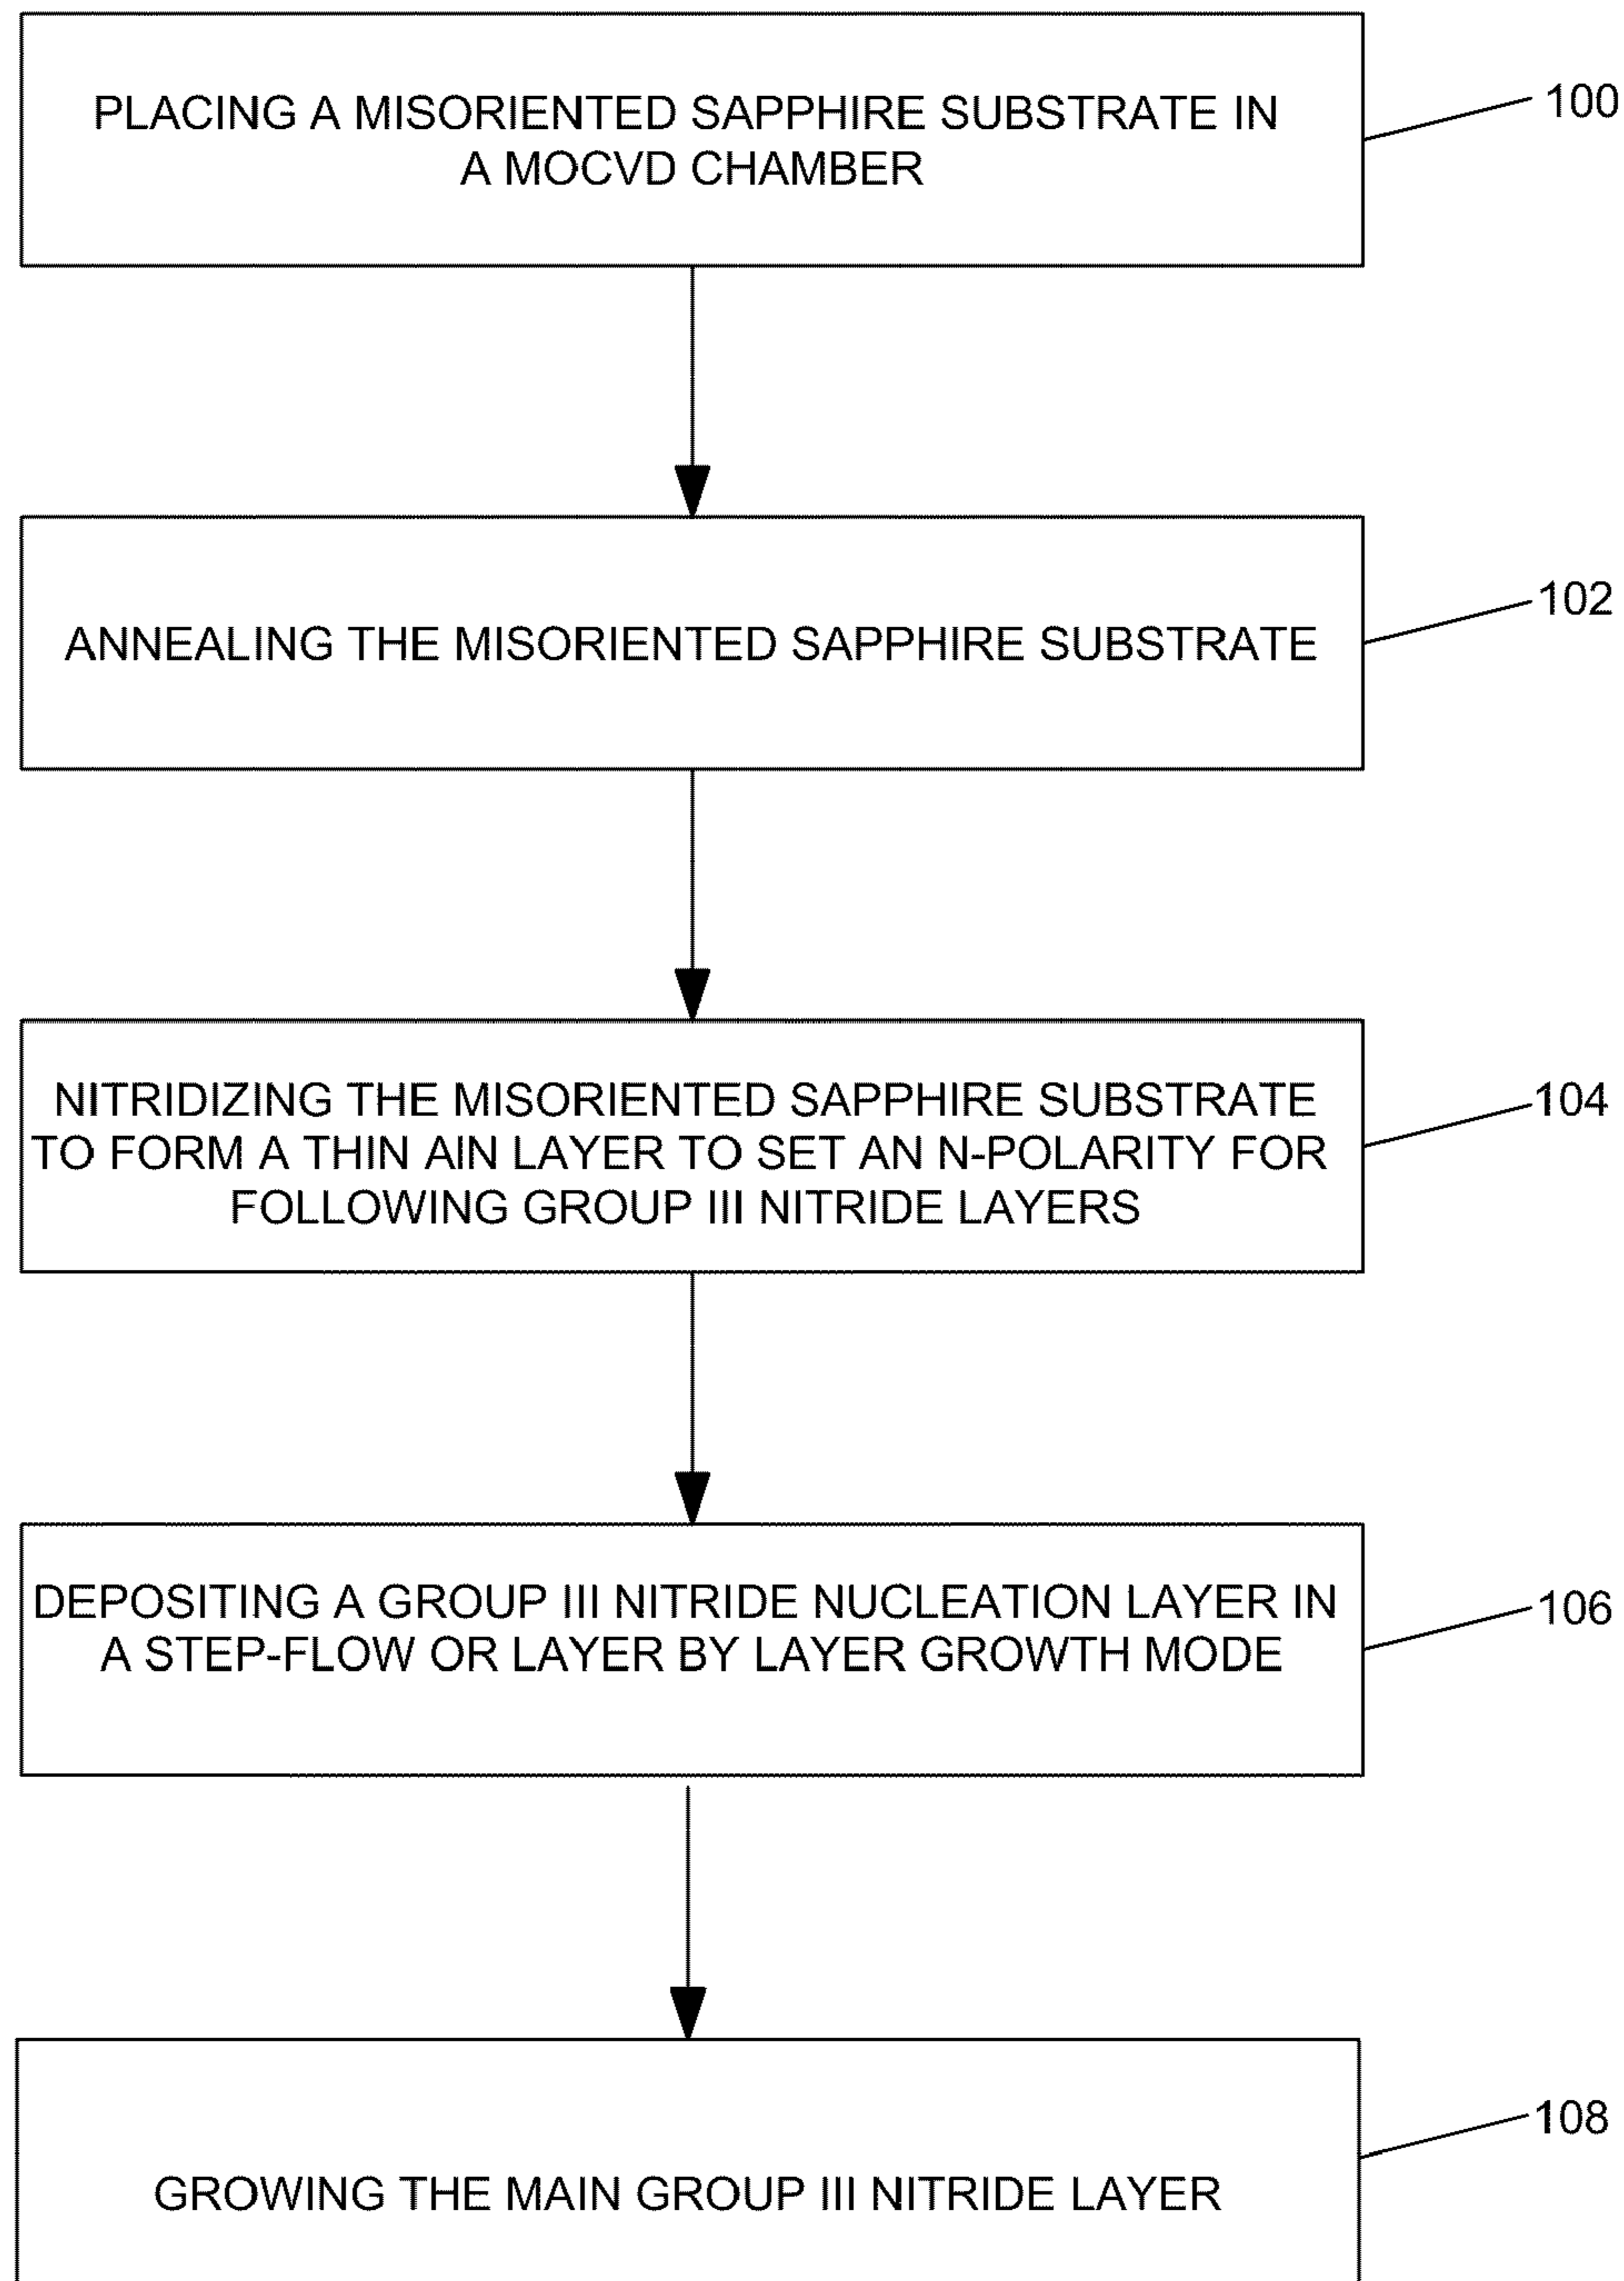 PLACING A MISORIENTED SAPPHIRE SUBSTRATE IN
A MOCVD CHAMBER
100
ANNEALING THE MISORIENTED SAPPHIRE SUBSTRATE
102
NITRIDIZING THE MISORIENTED SAPPHIRE SUBSTRATE
TO FORM A THIN AlN LAYER TO SET AN N-POLARITY FOR
FOLLOWING GROUP III NITRIDE LAYERS
104
DEPOSITING A GROUP III NITRIDE NUCLEATION LAYER IN
A STEP-FLOW OR LAYER BY LAYER GROWTH MODE
106
GROWING THE MAIN GROUP III NITRIDE LAYER
108